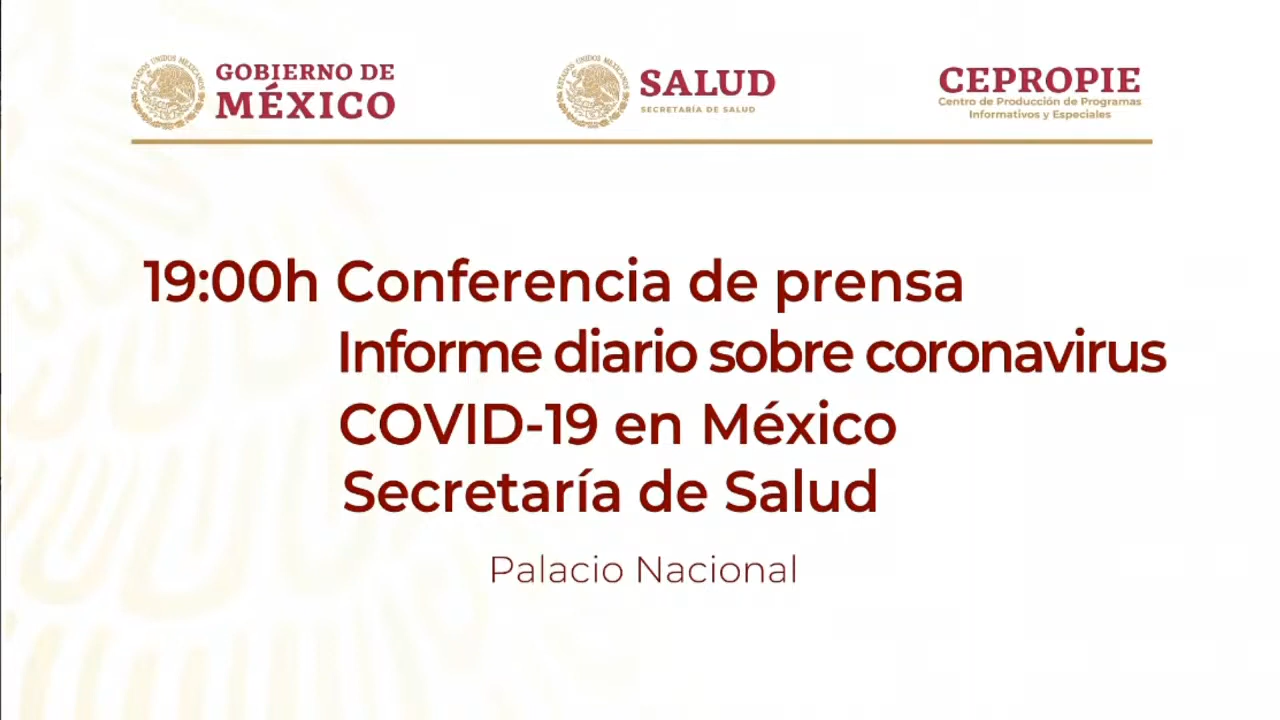 GOBIERNO DE
MÉXICO
SALUD
SECRETARÍA DE SALUD
CEPROPIE
Centro de Producción de Programas
Informativos y Especiales
19:00h Conferencia de prensa
Informe diario sobre coronavirus
COVID-19 en México
Secretaría de Salud
Palacio Nacional